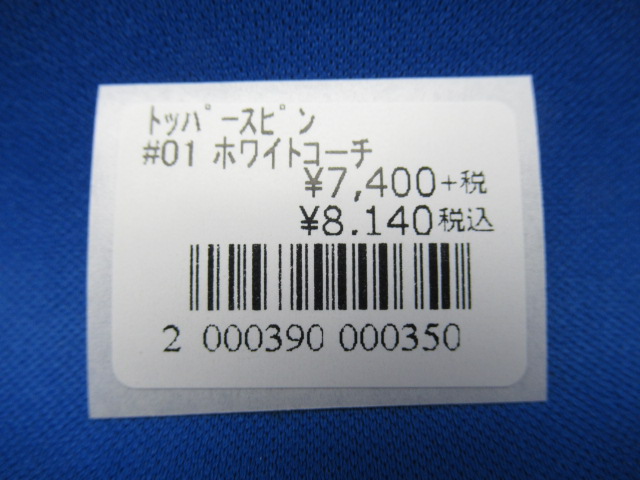 ﾄｯﾊﾟｰｽﾋﾟﾝ
#01 ホワイトコーチ
¥7,400+税
¥8.140税込
2 000390 000350